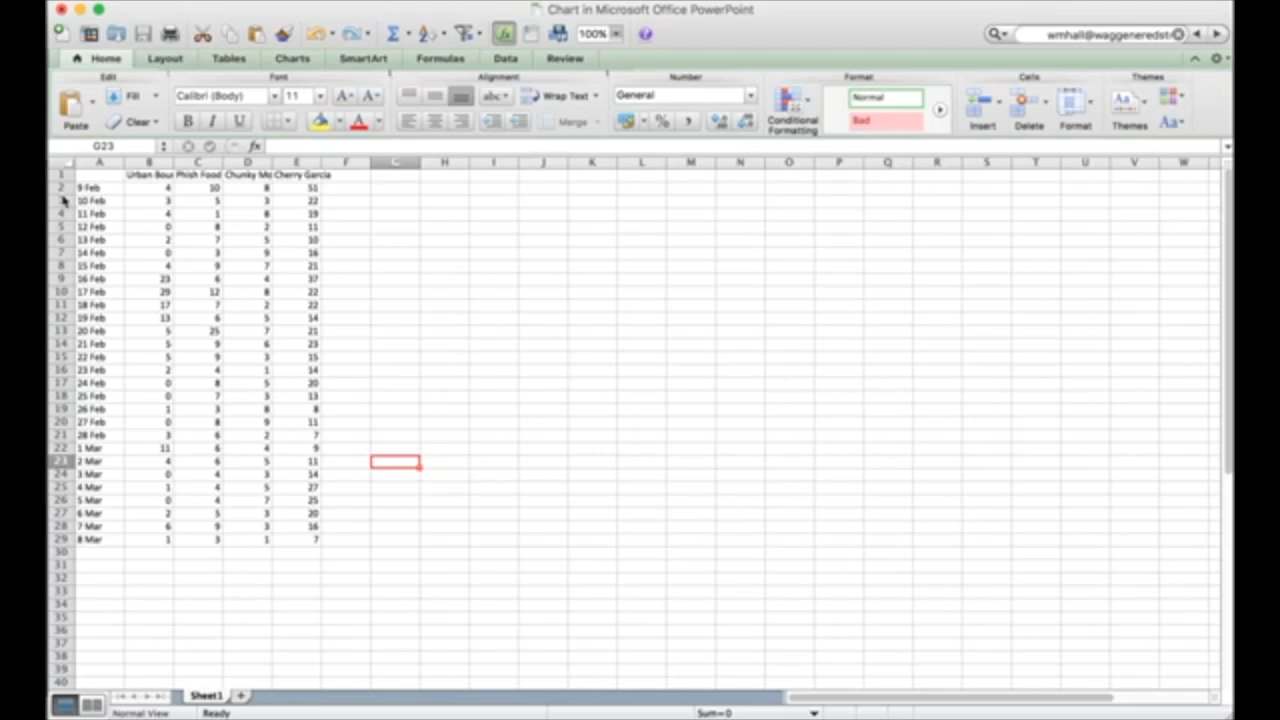 Chart in Microsoft Office PowerPoint
100%
wmhall@waggeneredst
Home Layout Tables Charts SmartArt Formulas Data Review
Edit Font Alignment Number Format Cells Themes
Fill Calibri (Body) 11 A A abc Wrap Text General Normal
Paste Clear B I U A Merge % Conditional Formatting Bad Insert Delete Format Themes Aa
G23 fx
A B C D E F G H I J K L M N O P Q R S T U V W
1 Urban Bou Phish Food Chunky Mo Cherry Garcia
2 9 Feb 4 10 8 51
3 10 Feb 3 5 3 22
4 11 Feb 4 1 8 19
5 12 Feb 0 8 2 11
6 13 Feb 2 7 5 10
7 14 Feb 0 3 9 16
8 15 Feb 4 9 7 21
9 16 Feb 23 6 4 37
10 17 Feb 29 12 8 22
11 18 Feb 17 7 2 22
12 19 Feb 13 6 5 14
13 20 Feb 5 25 7 21
14 21 Feb 5 9 6 23
15 22 Feb 5 9 3 15
16 23 Feb 2 4 1 14
17 24 Feb 0 8 5 20
18 25 Feb 0 7 3 13
19 26 Feb 1 3 8 8
20 27 Feb 0 8 9 11
21 28 Feb 3 6 2 7
22 1 Mar 11 6 4 9
23 2 Mar 4 6 5 11
24 3 Mar 0 4 3 14
25 4 Mar 1 4 5 27
26 5 Mar 0 4 7 25
27 6 Mar 2 5 3 20
28 7 Mar 6 9 3 16
29 8 Mar 1 3 1 7
30
31
32
33
34
35
36
37
38
39
40
Sheet1
Normal View Ready Sum=0